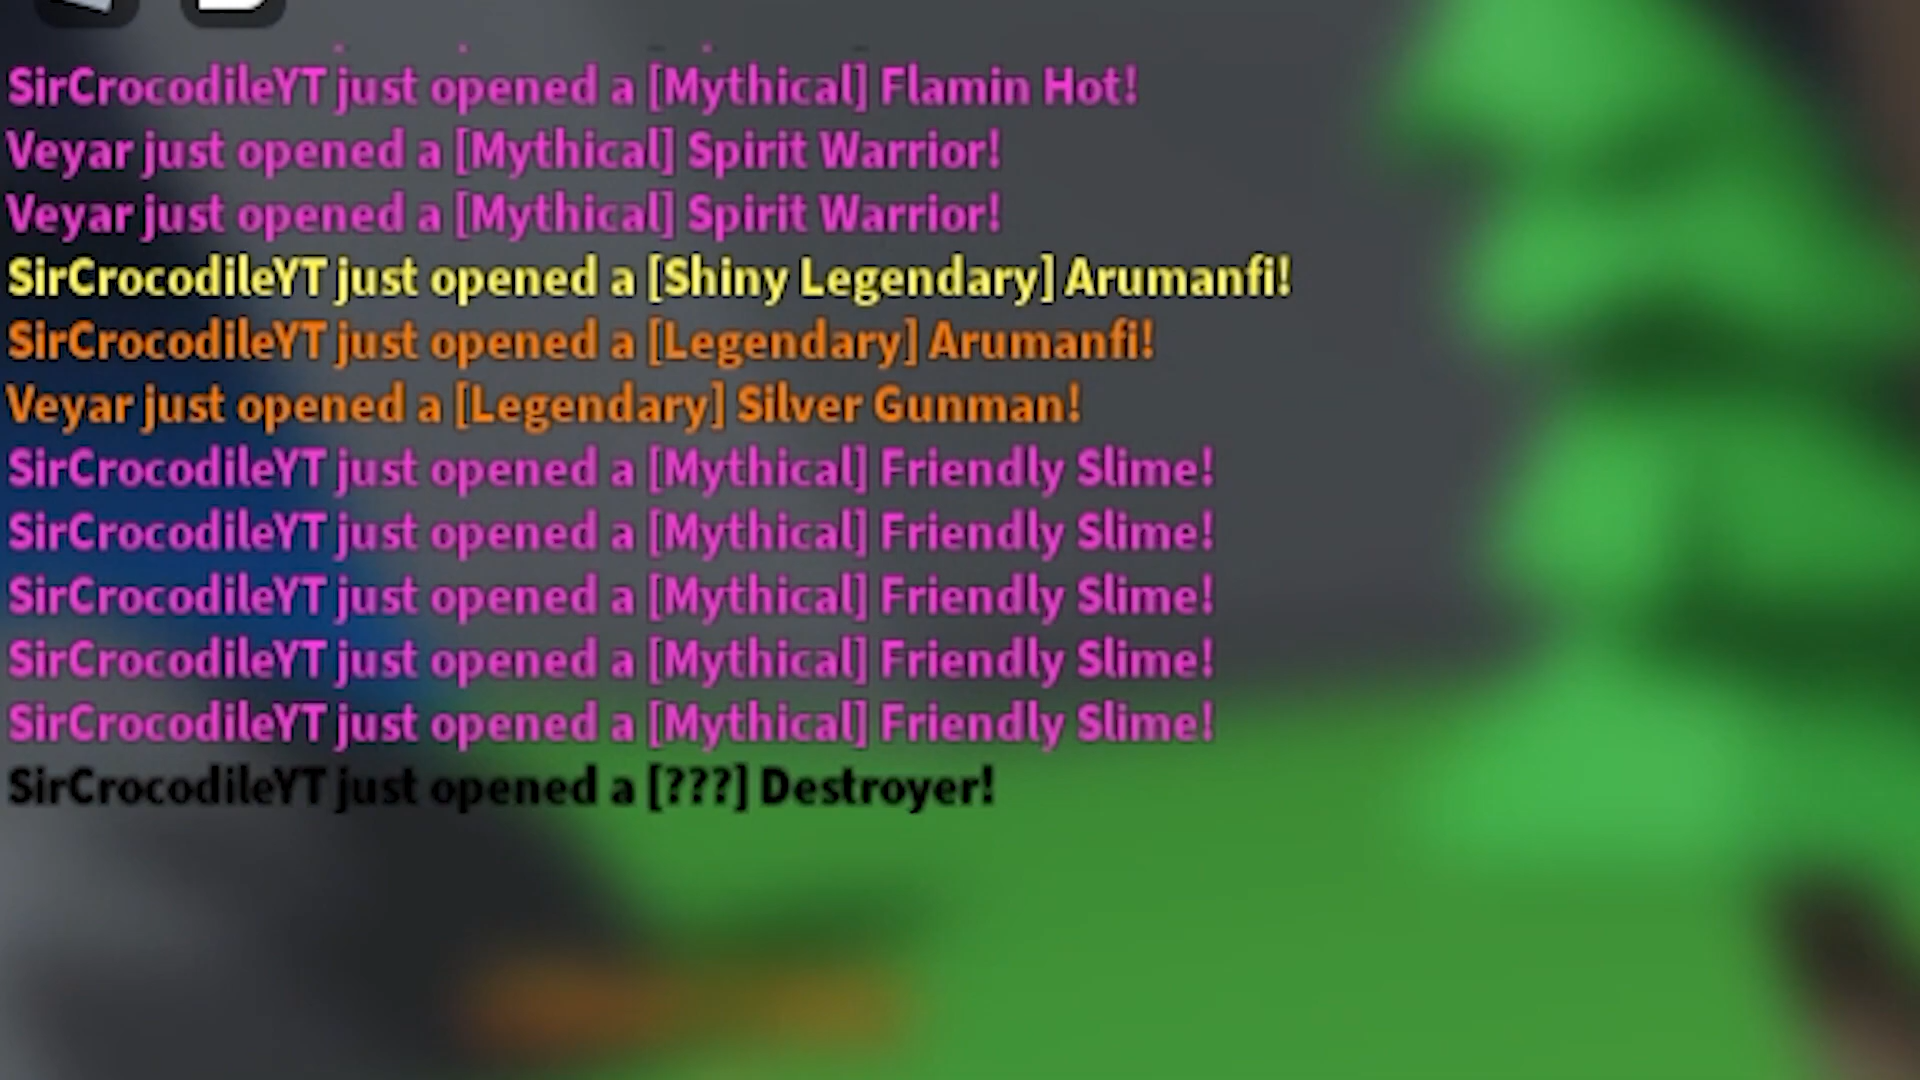 SirCrocodileYT just opened a [Mythical] Flamin Hot!
Veyar just opened a [Mythical] Spirit Warrior!
Veyar just opened a [Mythical] Spirit Warrior!
SirCrocodileYT just opened a [Shiny Legendary] Arumanfi!
SirCrocodileYT just opened a [Legendary] Arumanfi!
Veyar just opened a [Legendary] Silver Gunman!
SirCrocodileYT just opened a [Mythical] Friendly Slime!
SirCrocodileYT just opened a [Mythical] Friendly Slime!
SirCrocodileYT just opened a [Mythical] Friendly Slime!
SirCrocodileYT just opened a [Mythical] Friendly Slime!
SirCrocodileYT just opened a [Mythical] Friendly Slime!
SirCrocodileYT just opened a [???] Destroyer!